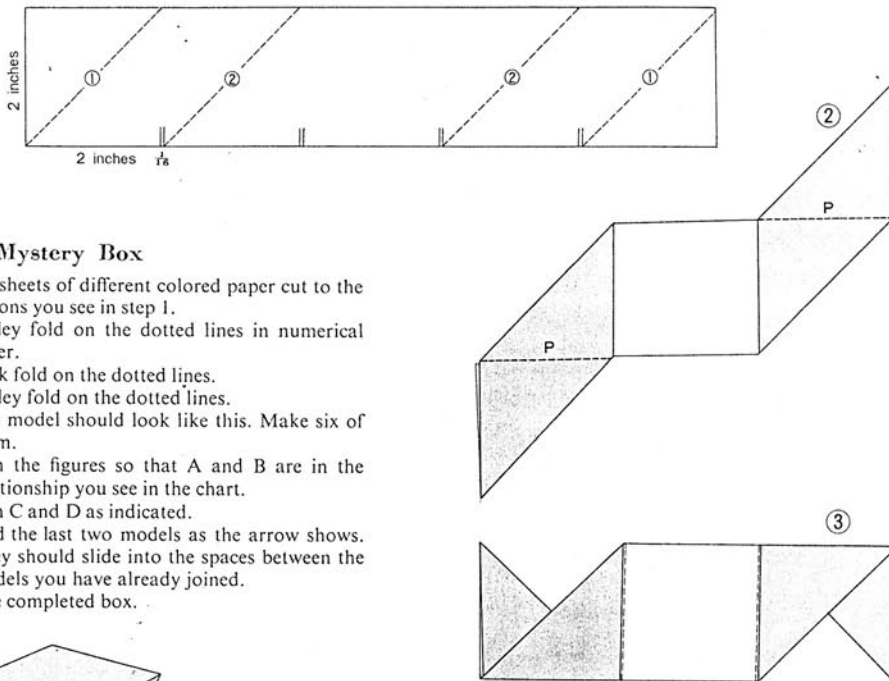 ① ② ② ①
2 inches
2 inches 1/16
②
P
P
Mystery Box
sheets of different colored paper cut to the
ons you see in step 1.
ley fold on the dotted lines in numerical
er.
k fold on the dotted lines.
ley fold on the dotted lines.
model should look like this. Make six of
m.
the figures so that A and B are in the
tionship you see in the chart.
C and D as indicated.
d the last two models as the arrow shows.
ey should slide into the spaces between the
dels you have already joined.
completed box.
③